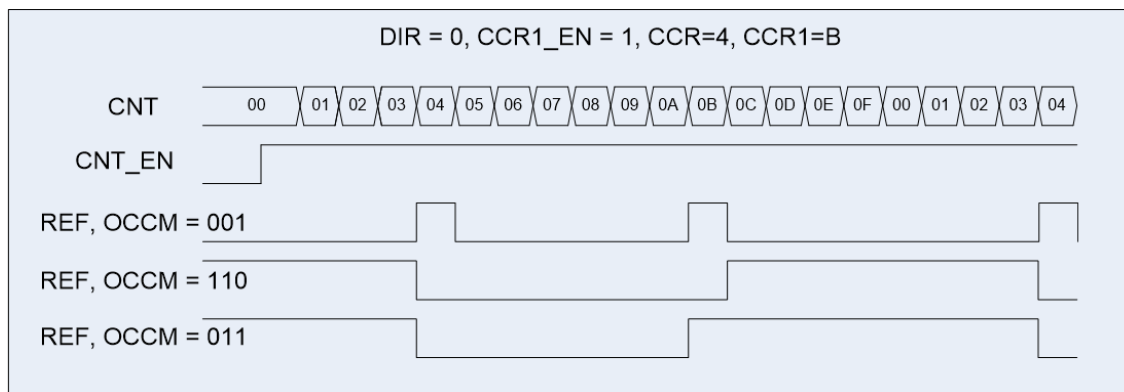 DIR = 0, CCR1_EN = 1, CCR=4, CCR1=B
CNT 00 01 02 03 04 05 06 07 08 09 0A 0B 0C 0D 0E 0F 00 01 02 03 04
CNT_EN
REF, OCCM = 001
REF, OCCM = 110
REF, OCCM = 011